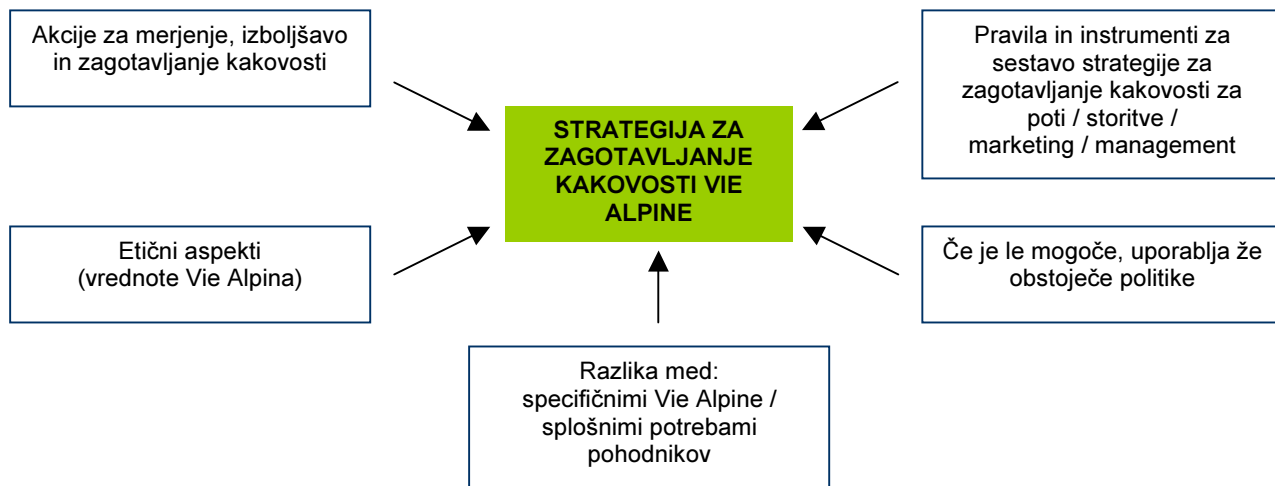 Akcije za merjenje, izboljšavo
in zagotavljanje kakovosti
Pravila in instrumenti za
sestavo strategije za
zagotavljanje kakovosti za
poti / storitve /
marketing / management
STRATEGIJA ZA
ZAGOTAVLJANJE
KAKOVOSTI VIE
ALPINE
Etični aspekti
(vrednote Vie Alpina)
Če je le mogoče, uporablja že
obstoječe politike
Razlika med:
specifičnimi Vie Alpine /
splošnimi potrebami
pohodnikov